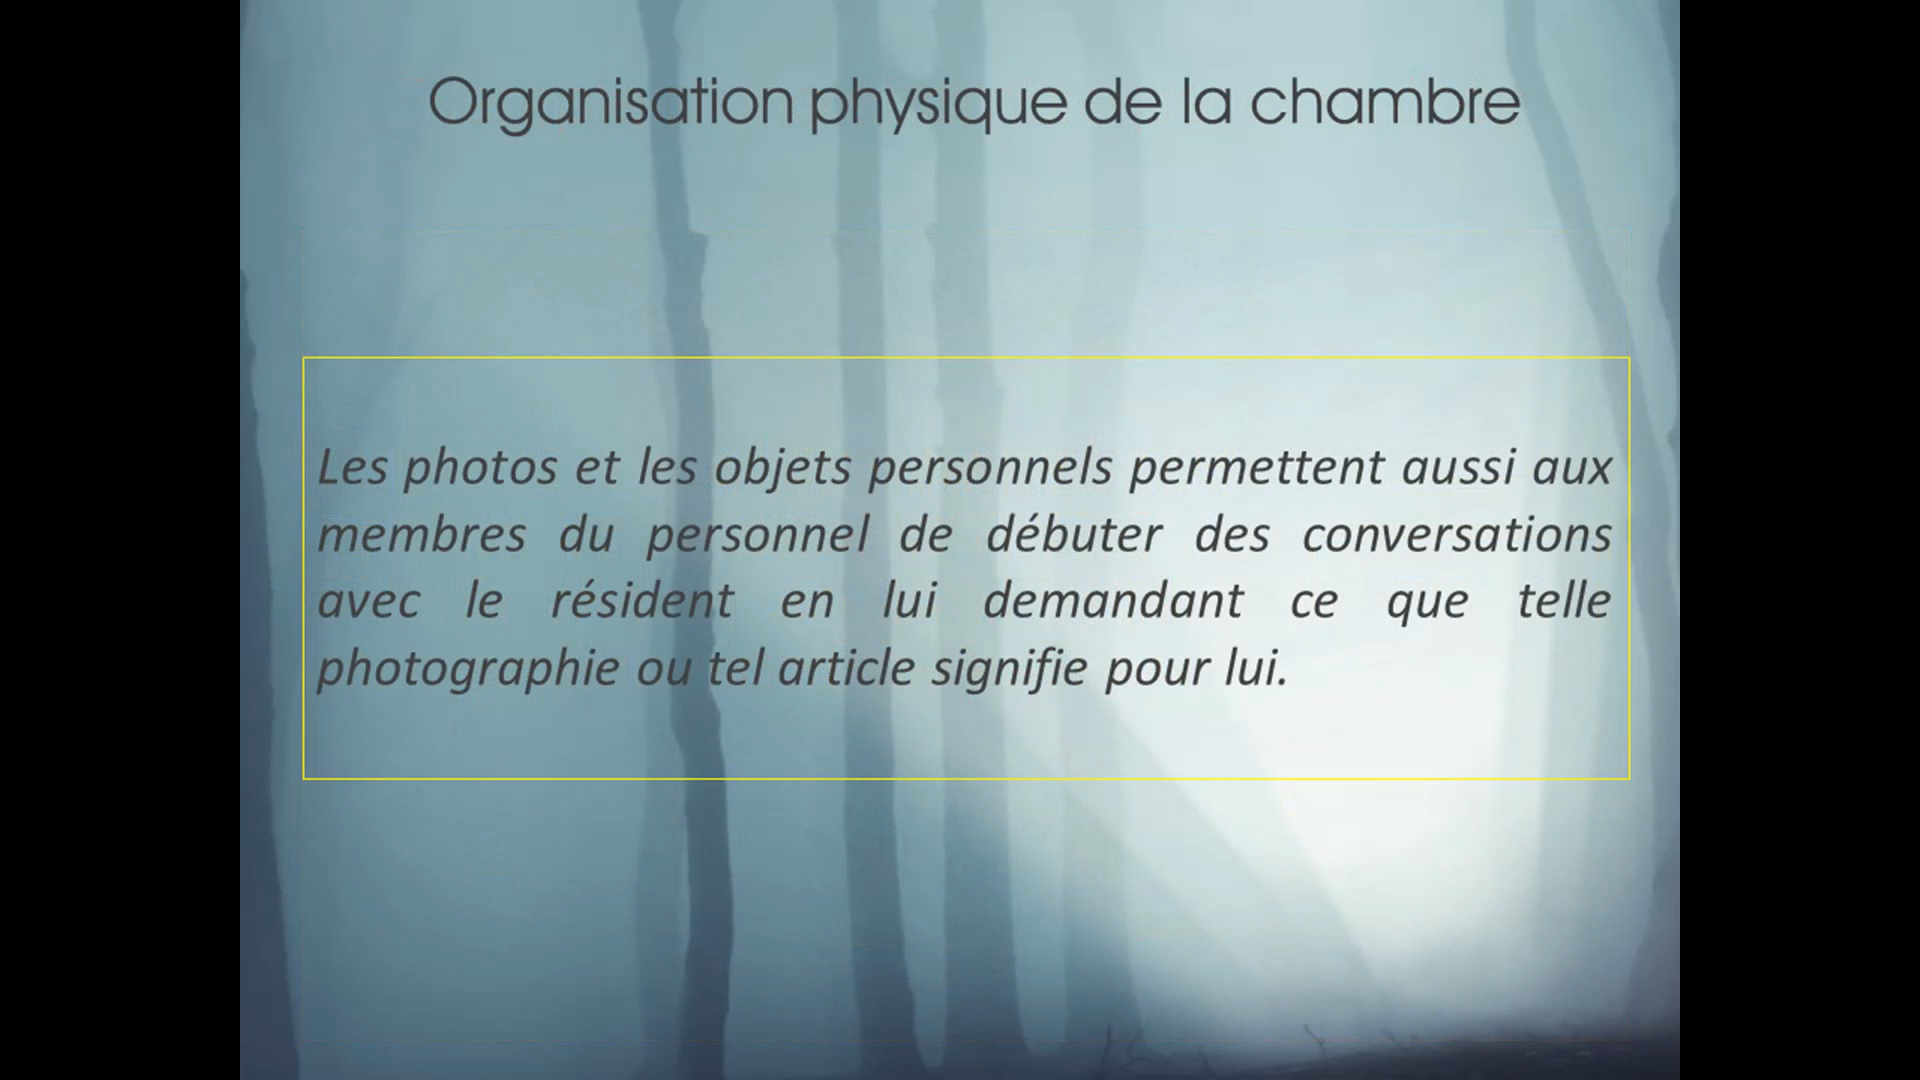 Organisation physique de la chambre
Les photos et les objets personnels permettent aussi aux
membres du personnel de débuter des conversations
avec le résident en lui demandant ce que telle
photographie ou tel article signifie pour lui.